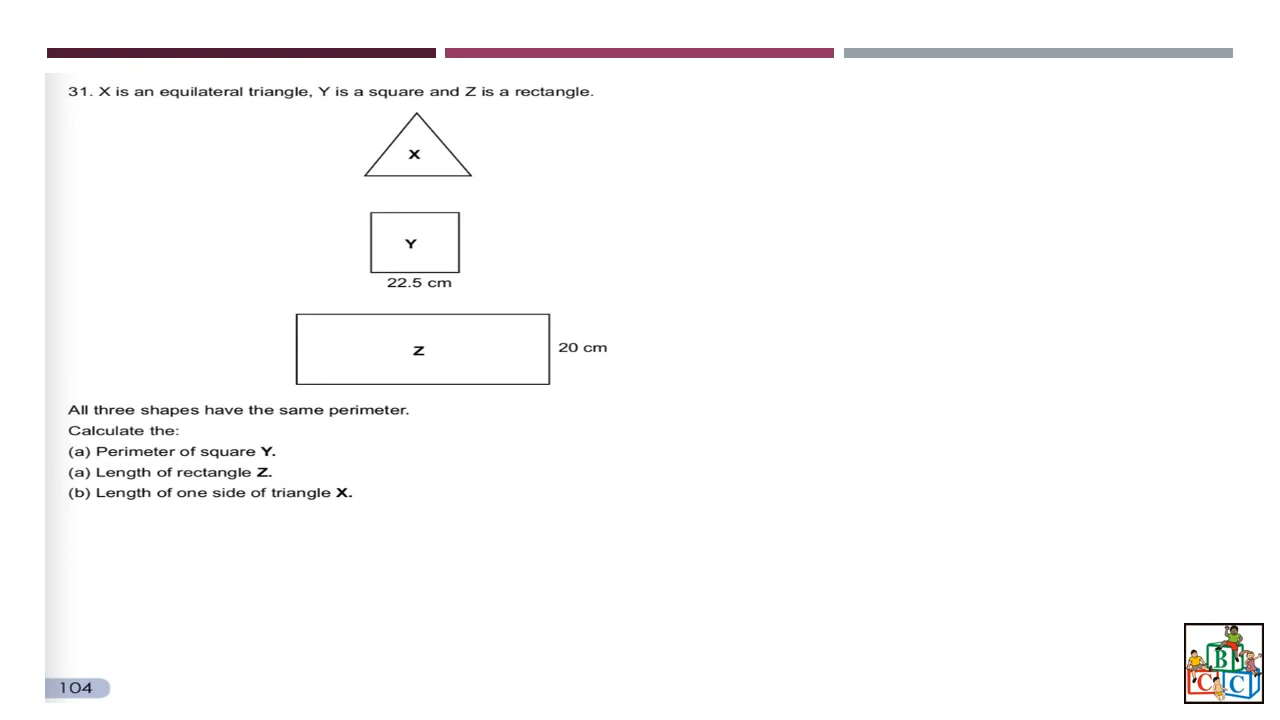 31. X is an equilateral triangle, Y is a square and Z is a rectangle.
X
Y
22.5 cm
Z
20 cm
All three shapes have the same perimeter.
Calculate the:
(a) Perimeter of square Y.
(a) Length of rectangle Z.
(b) Length of one side of triangle X.
104
B
C C